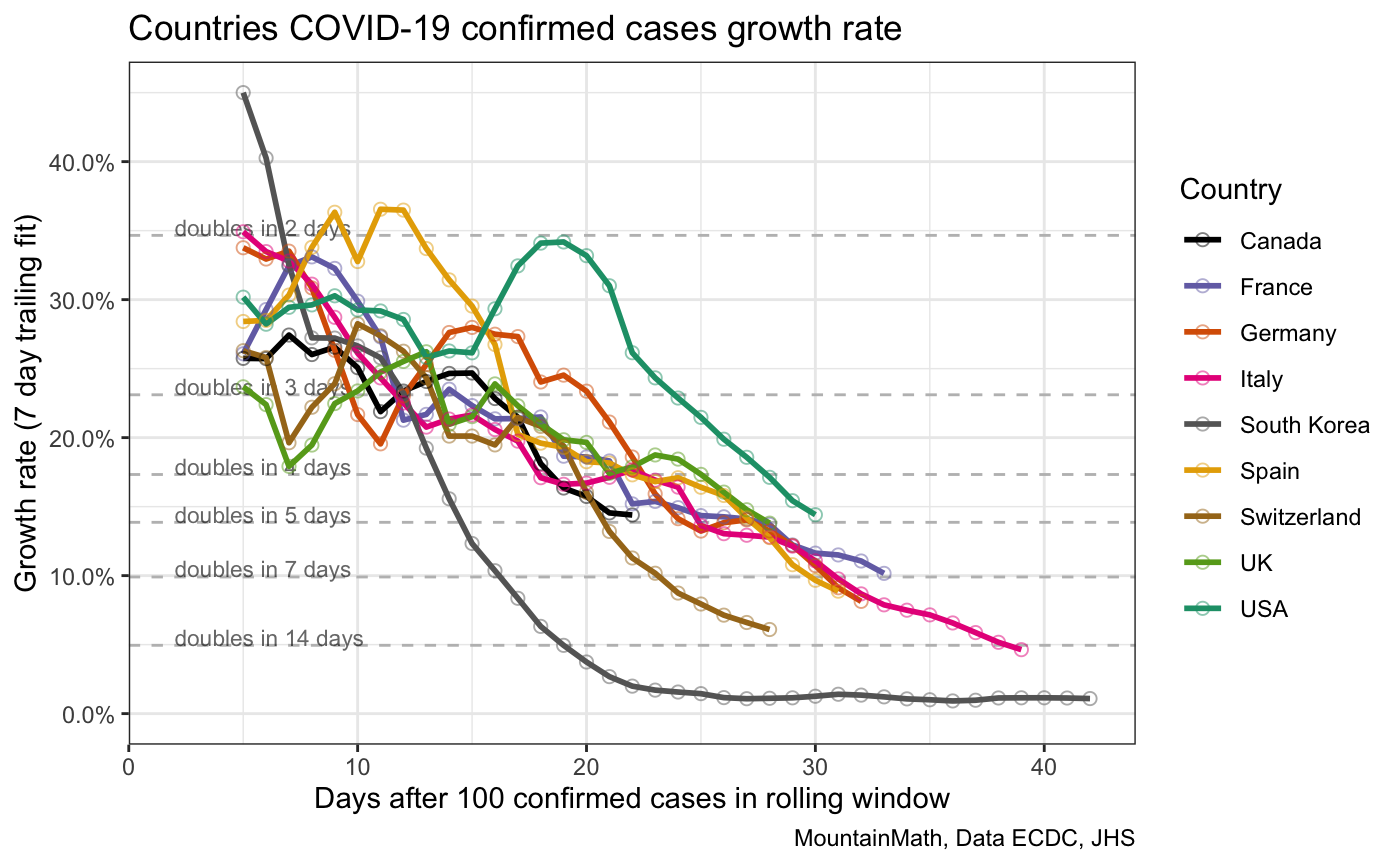 Countries COVID-19 confirmed cases growth rate
Growth rate (7 day trailing fit)
40.0%
30.0%
20.0%
10.0%
0.0%
doubles in 2 days
doubles in 3 days
doubles in 4 days
doubles in 5 days
doubles in 7 days
doubles in 14 days
0
10
20
30
40
Days after 100 confirmed cases in rolling window
MountainMath, Data ECDC, JHS
Country
Canada
France
Germany
Italy
South Korea
Spain
Switzerland
UK
USA